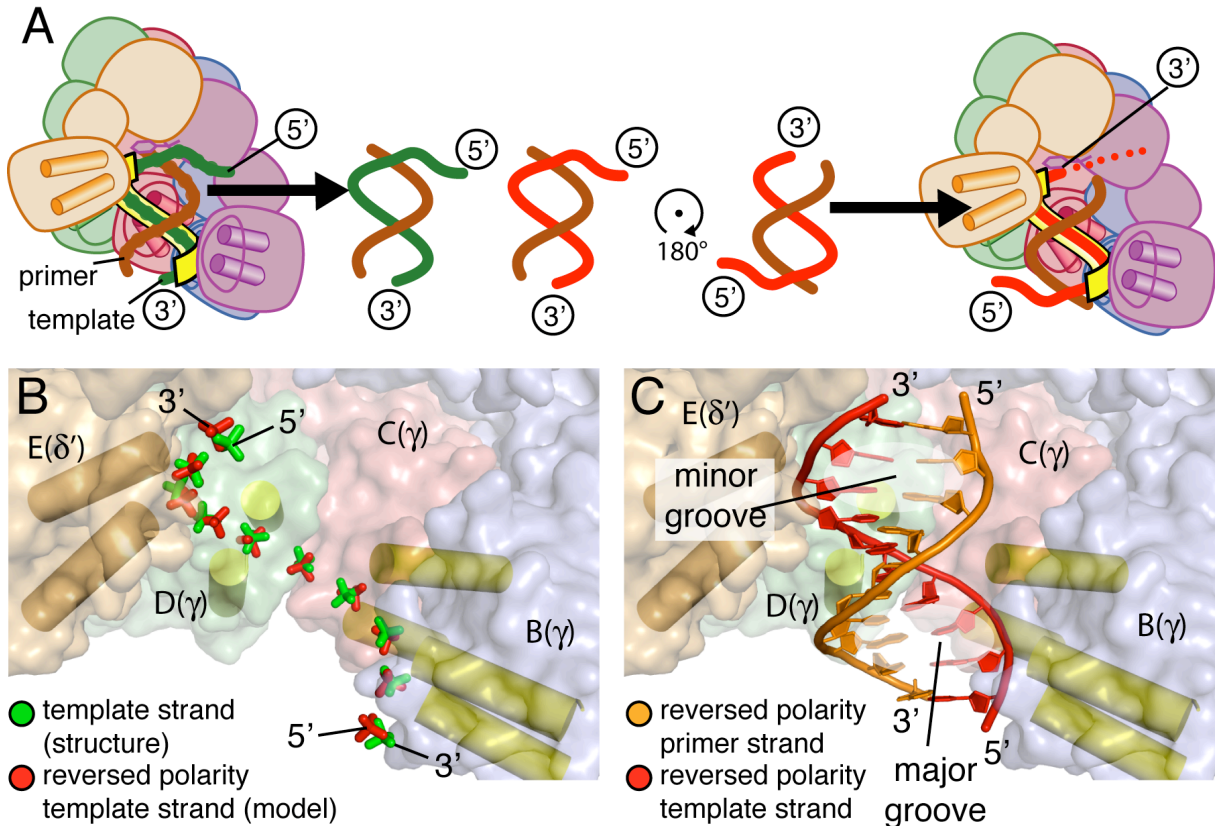 A
5’
primer
template
3’
5’
3’
5’
3’
180°
3’
5’
3’
5’
B
3’
5’
E(δ’)
C(γ)
D(γ)
B(γ)
5’
3’
template strand
(structure)
reversed polarity
template strand (model)
C
3’
5’
E(δ’)
C(γ)
minor
groove
D(γ)
B(γ)
3’
5’
major
groove
reversed polarity
primer strand
reversed polarity
template strand